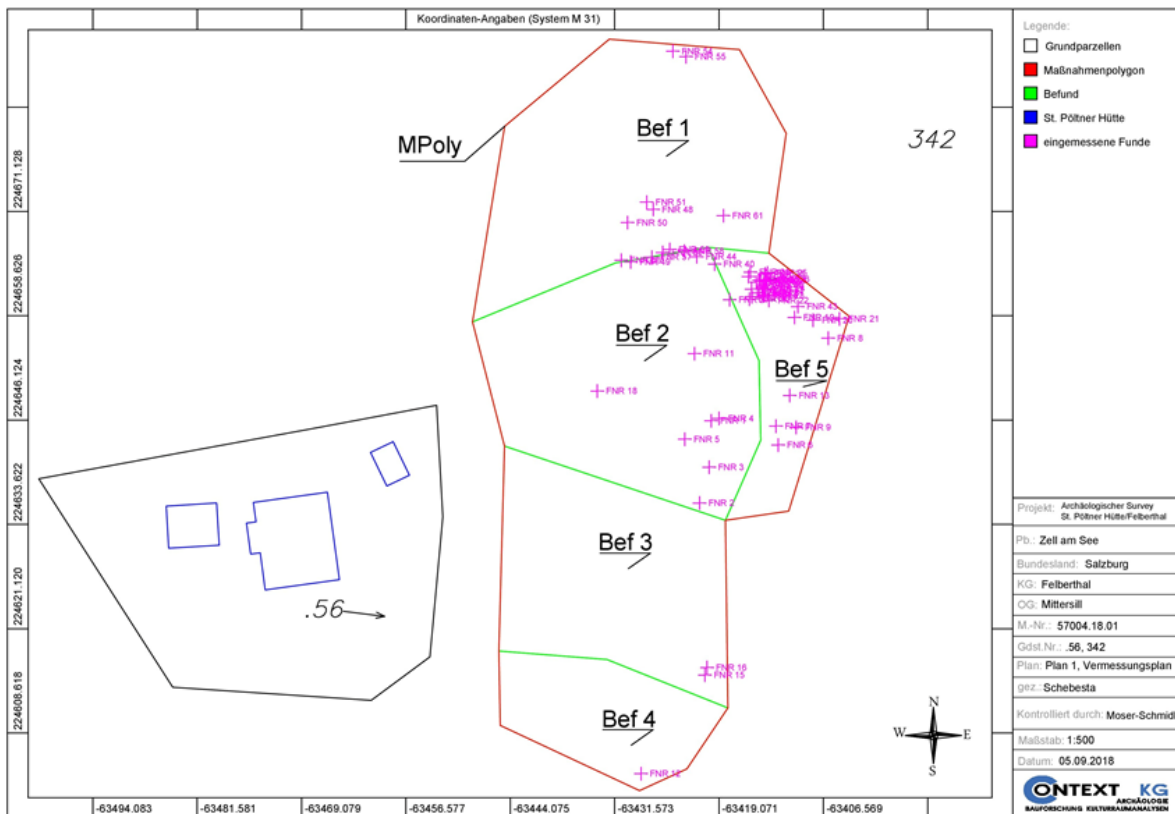 Koordinaten-Angaben (System M 31)
FNR 54
FNR 55
Bef 1
MPoly
342
FNR 51
FNR 48
FNR 61
FNR 50
FNR 44
FNR 40
FNR 43
FNR 21
FNR 8
Bef 2
FNR 11
Bef 5
FNR 18
FNR 13
FNR 4
FNR 9
FNR 5
FNR 3
FNR 2
Bef 3
.56
FNR 16
FNR 15
Bef 4
FNR 12
N
W E
S
224671.128
224658.626
224646.124
224633.622
224621.120
224608.618
-63494.083
-63481.581
-63469.079
-63456.577
-63444.075
-63431.573
-63419.071
-63406.569
Legende:
Grundparzellen
Maßnahmenpolygon
Befund
St. Pöltner Hütte
eingemessene Funde
Projekt: Archäologischer Survey
St. Pöltner Hütte/Felberthal
Pb.: Zell am See
Bundesland: Salzburg
KG: Felberthal
OG: Mittersill
M.-Nr.: 57004.18.01
Gdst.Nr.: .56, 342
Plan: Plan 1, Vermessungsplan
gez.: Schebesta
Kontrolliert durch: Moser-Schmidl
Maßstab: 1:500
Datum: 05.09.2018
CONTEXT KG
ARCHÄOLOGIE
BAUFORSCHUNG KULTURRAUMANALYSEN